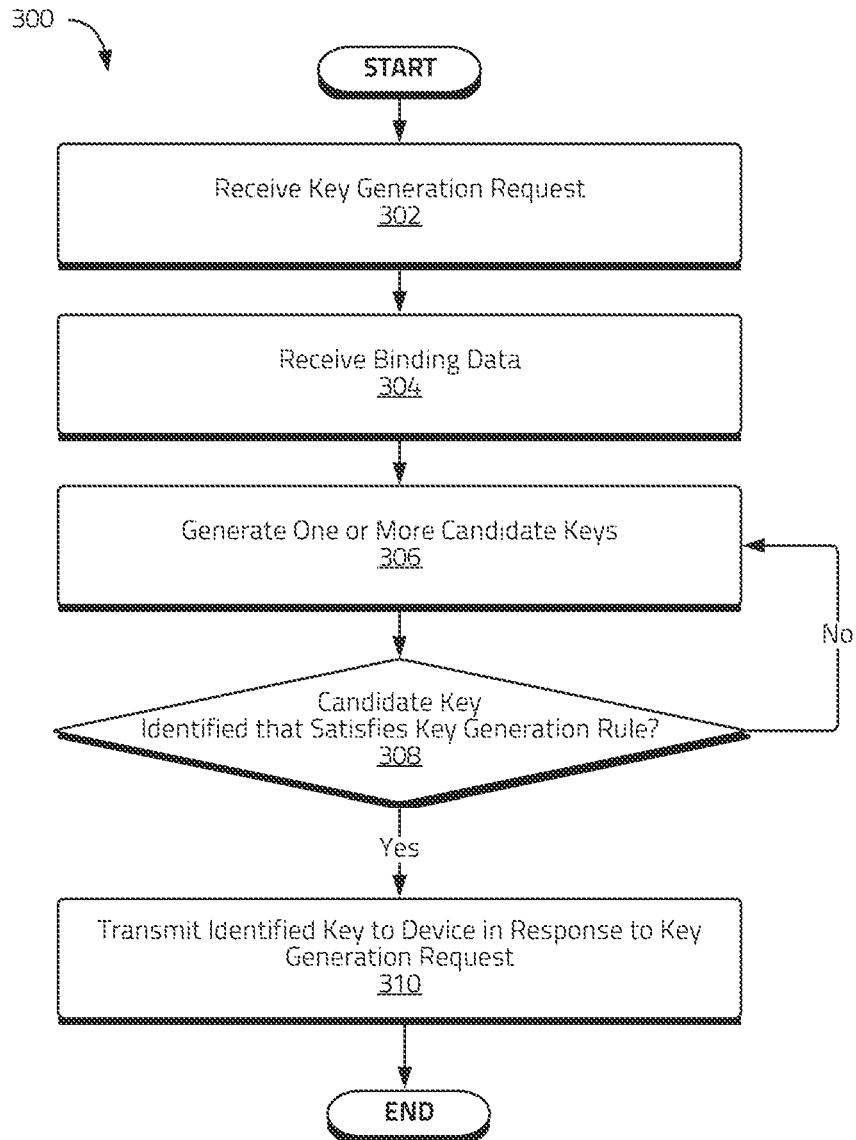 300
START
Receive Key Generation Request
302
Receive Binding Data
304
Generate One or More Candidate Keys
306
No
Candidate Key
Identified that Satisfies Key Generation Rule?
308
Yes
Transmit Identified Key to Device in Response to Key
Generation Request
310
END